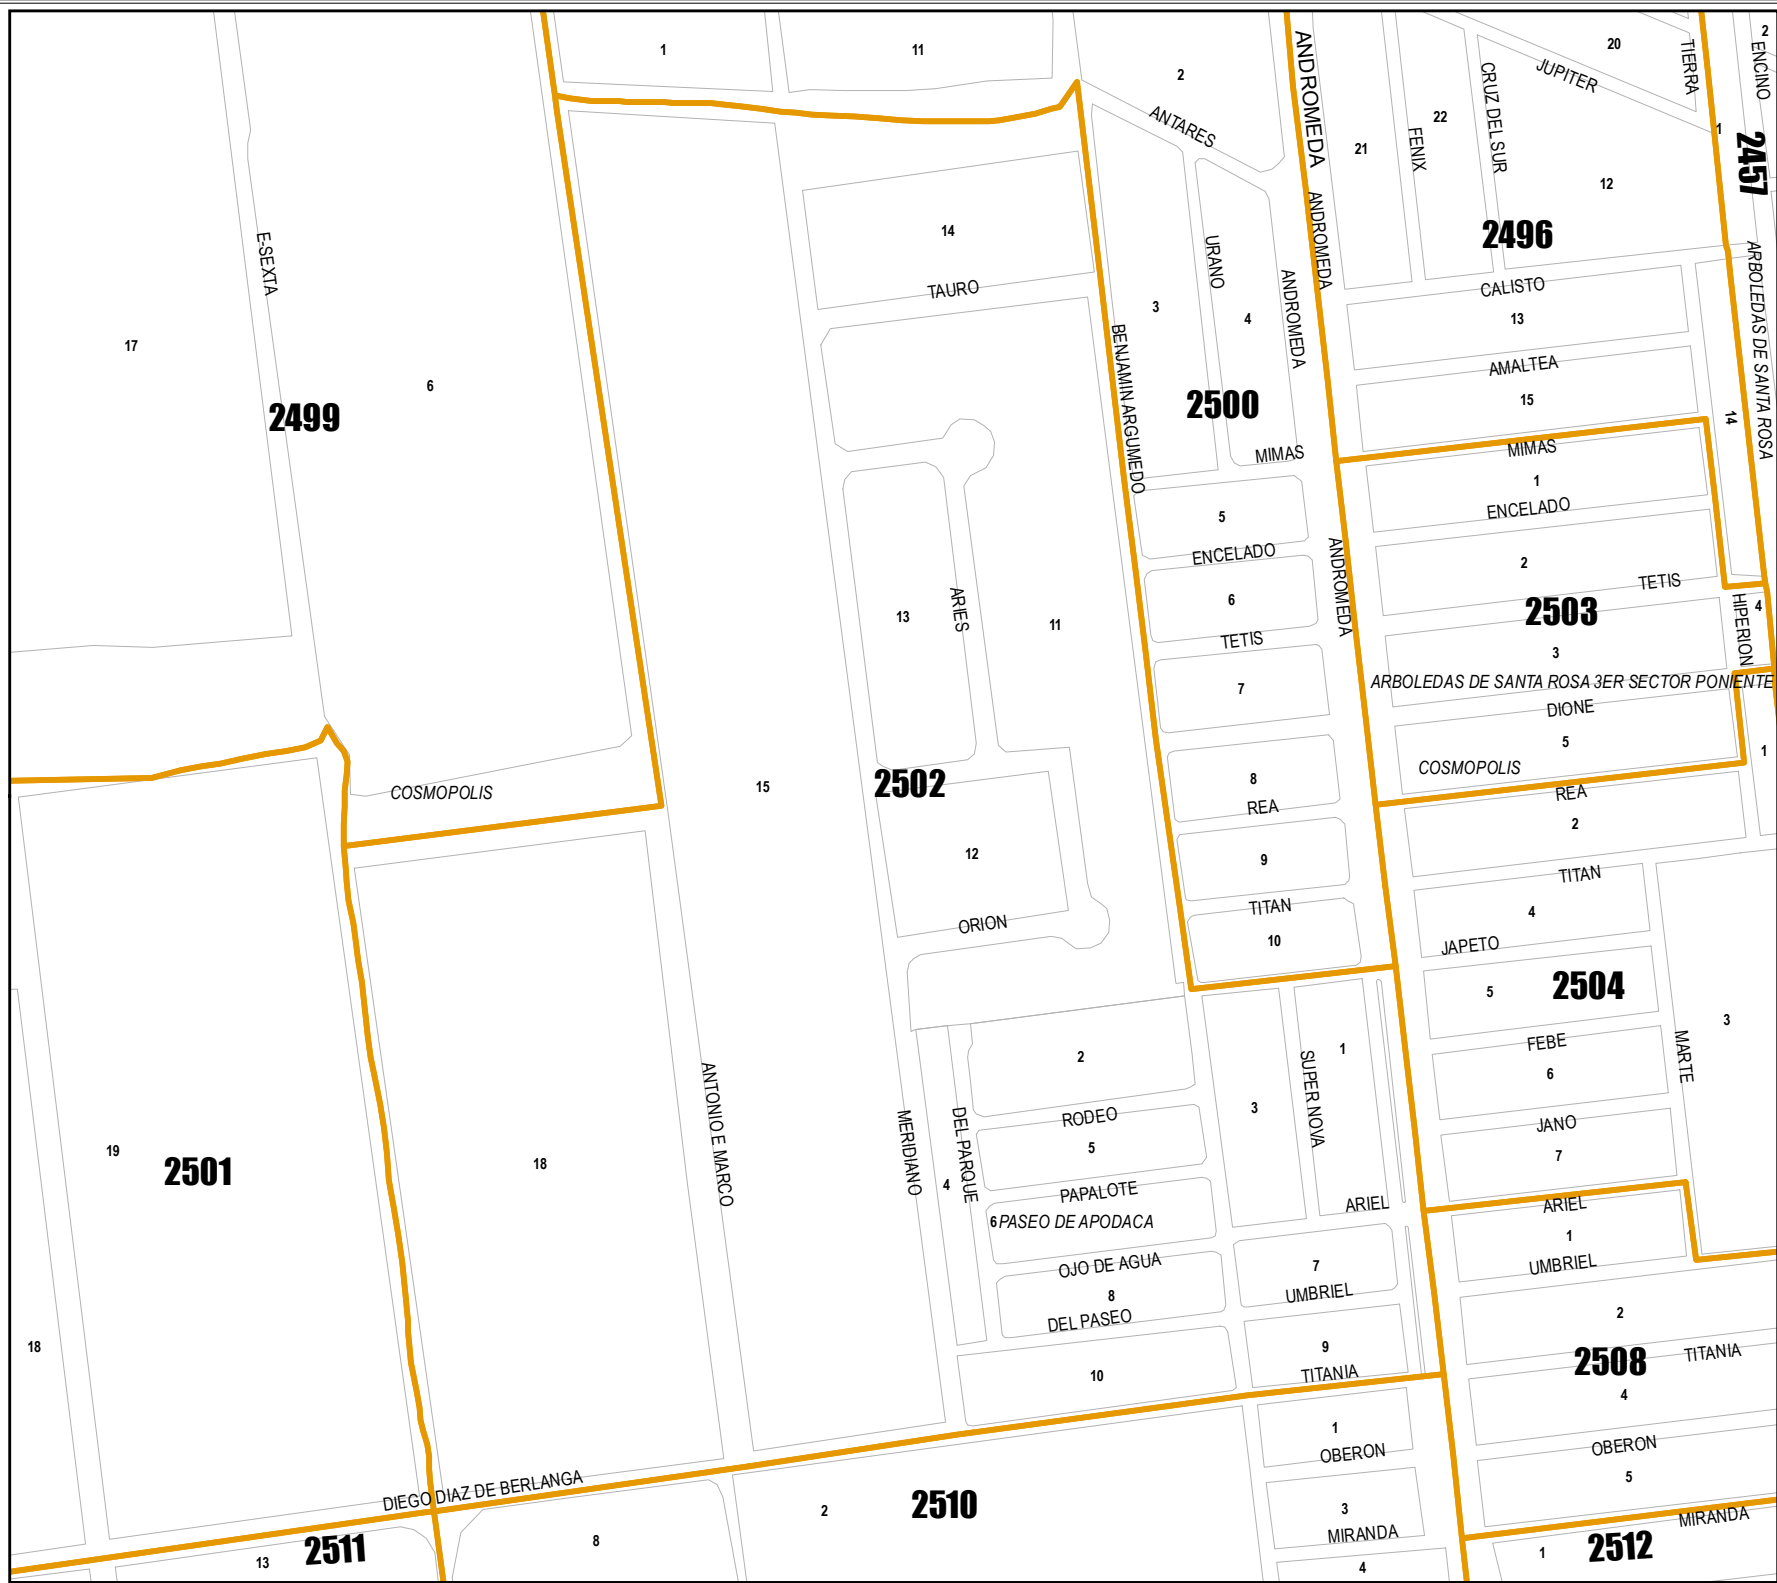 1
11
2
20
2
ENCINO
TIERRA
JUPITER
CRUZ DEL SUR
ANDROMEDA
ANTARES
22
21
FENIX
1
2457
12
14
2496
E-SEXTA
URANO
ANDROMEDA
ANDROMEDA
TAURO
CALISTO
3
4
13
ARBOLEDAS DE SANTA ROSA
17
6
2499
BENJAMIN ARGUMEDO
2500
AMALTEA
15
14
MIMAS
MIMAS
1
ENCELADO
5
ENCELADO
ANDROMEDA
2
TETIS
6
13
ARIES
11
2503
4
HIPERION
TETIS
3
7
ARBOLEDAS DE SANTA ROSA 3ER SECTOR PONIENTE
DIONE
5
1
COSMOPOLIS
COSMOPOLIS
15
2502
8
REA
REA
2
12
9
TITAN
TITAN
4
ORION
10
JAPETO
5
2504
3
2
1
SUPER NOVA
FEBE
6
MARTE
ANTONIO E MARCO
MERIDIANO
DEL PARQUE
RODEO
3
JANO
5
7
19
2501
18
4
PAPALOTE
6
PASEO DE APODACA
ARIEL
ARIEL
1
OJO DE AGUA
7
UMBRIEL
UMBRIEL
8
DEL PASEO
2
18
9
TITANIA
2508
TITANIA
10
4
1
OBERON
OBERON
5
DIEGO DIAZ DE BERLANGA
2
2510
3
MIRANDA
MIRANDA
13
2511
8
4
1
2512